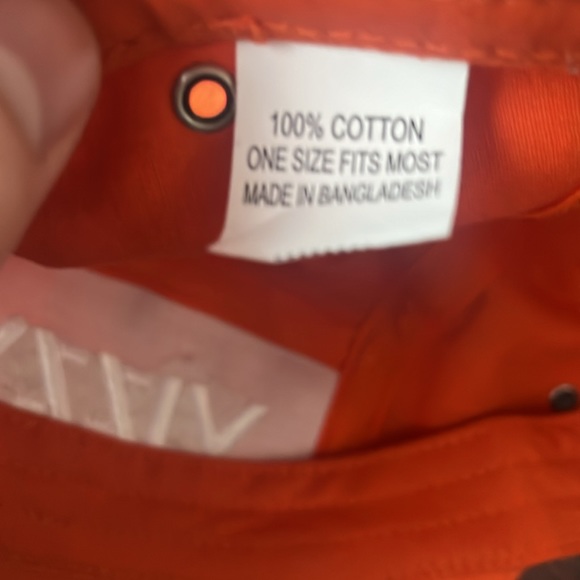 100% COTTON
ONE SIZE FITS MOST
MADE IN BANGLADESH